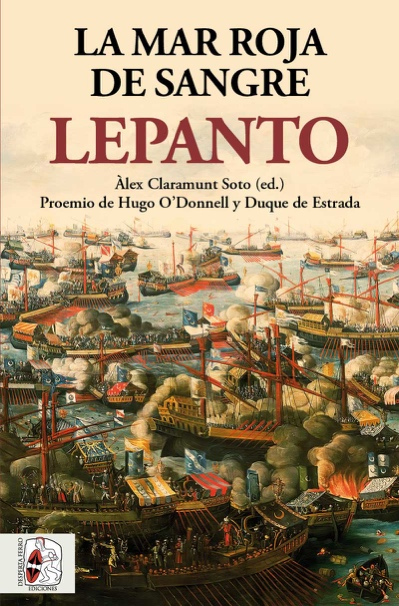 LA MAR ROJA
DE SANGRE
LEPANTO
Àlex Claramunt Soto (ed.)
Proemio de Hugo O’Donnell y Duque de Estrada
DESPERTA FERRO
EDICIONES